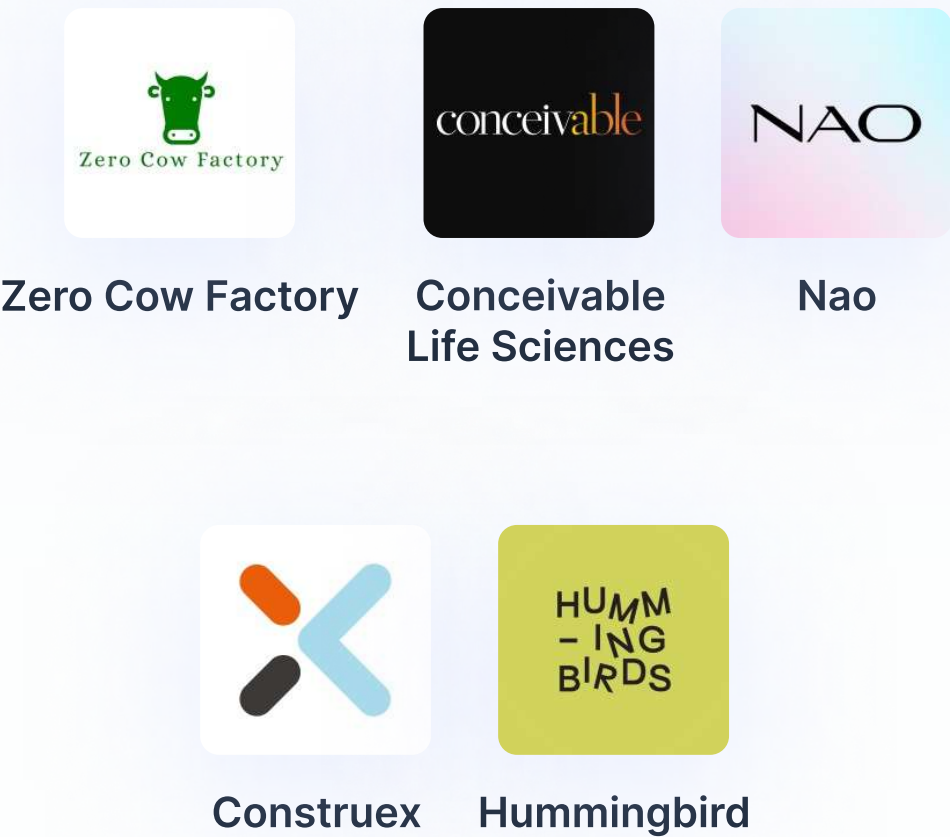 Zero Cow Factory
conceivable
NAO
Zero Cow Factory
Conceivable
Life Sciences
Nao
HUMM
- ING
BIRDS
Construex
Hummingbird